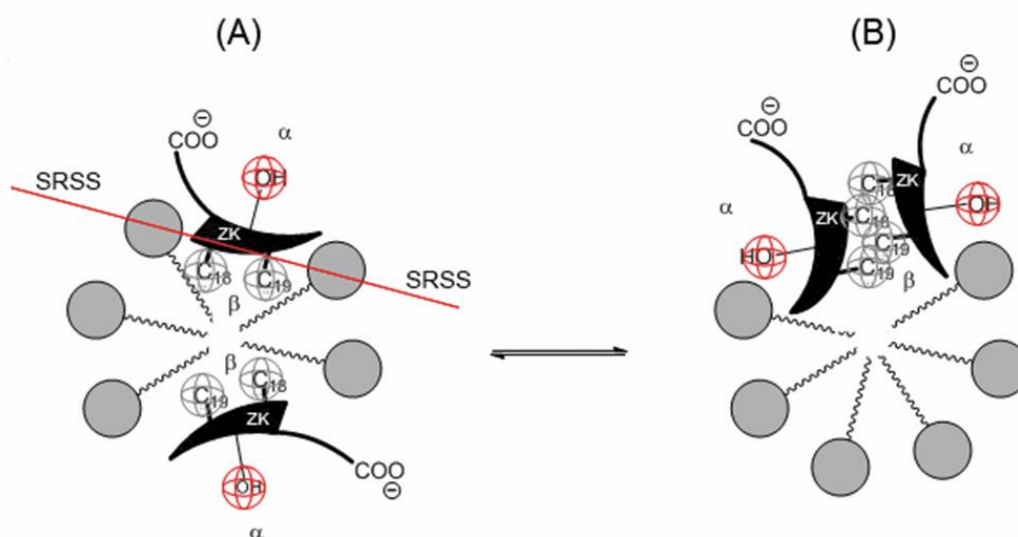 (A)
(B)
COO
⊖
α
OH
SRSS
ZK
C18
C19
SRSS
β
β
C19
C18
ZK
OH
COO
⊖
α
COO
⊖
COO
⊖
α
α
C18
ZK
ZK
C18
OH
HO
C19
C19
β